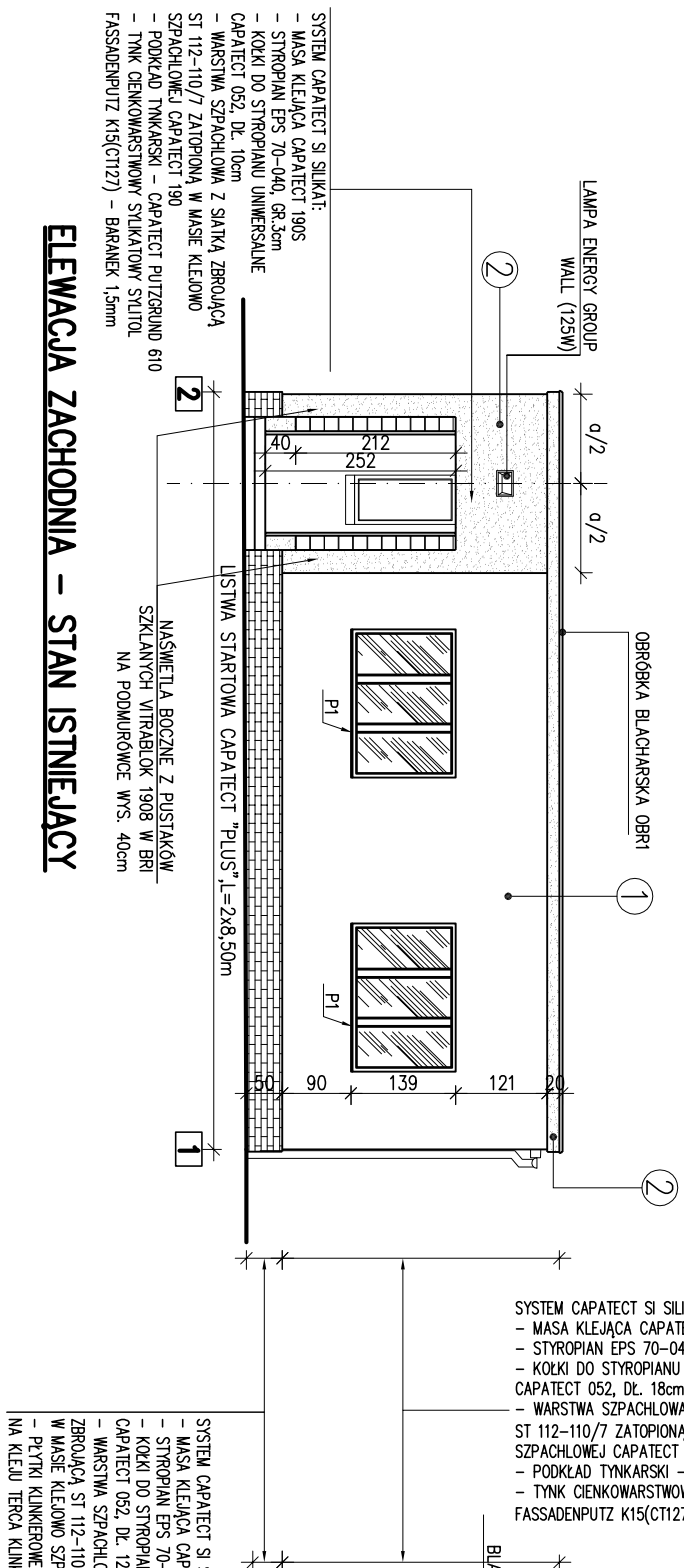 LAMPA ENERGY GROUP
WALL (125W)
a/2
a/2
OBRÓBKA BLACHARSKA OBR1
1
2
2
SYSTEM CAPATECT SI SILIKAT:
- MASA KLEJĄCA CAPATECT 190S
- STYROPIAN EPS 70-040, GR.3cm
- KOŁKI DO STYROPIANU UNIWERSALNE
CAPATECT 052, DŁ. 10cm
- WARSTWA SZPACHLOWA Z SIATKĄ ZBROJĄCĄ
ST 112-110/7 ZATOPIONĄ W MASIE KLEJOWO
SZPACHLOWEJ CAPATECT 190
- PODKŁAD TYNKARSKI - CAPATECT PUTZGRUND 610
- TYNK CIENKOWARSTWOWY SYLIKATOWY SYLITOL
FASSADENPUTZ K15(CT127) - BARANEK 1,5mm
40
212
252
P1
P1
50
90
139
121
20
LISTWA STARTOWA CAPATECT "PLUS",L=2x8,50m
2
1
NAŚWIETLA BOCZNE Z PUSTAKÓW
SZKLANYCH VITRABLOK 1908 W BRI
NA PODMURÓWCE WYS. 40cm
ELEWACJA ZACHODNIA - STAN ISTNIEJĄCY
SYSTEM CAPATECT SI SILI
- MASA KLEJĄCA CAPATE
- STYROPIAN EPS 70-04
- KOŁKI DO STYROPIANU
CAPATECT 052, DŁ. 18cm
- WARSTWA SZPACHLOWA
ST 112-110/7 ZATOPIONĄ
SZPACHLOWEJ CAPATECT
- PODKŁAD TYNKARSKI -
- TYNK CIENKOWARSTWOW
FASSADENPUTZ K15(CT127
BLA
SYSTEM CAPATECT SI S
- MASA KLEJĄCA CAP
- STYROPIAN EPS 70-
- KOŁKI DO STYROPIA
CAPATECT 052, DŁ. 12
- WARSTWA SZPACHLO
ZBROJĄCĄ ST 112-110
W MASIE KLEJOWO SZP
- PŁYTKI KLINKIEROWE
NA KLEJU TERCA KLINK